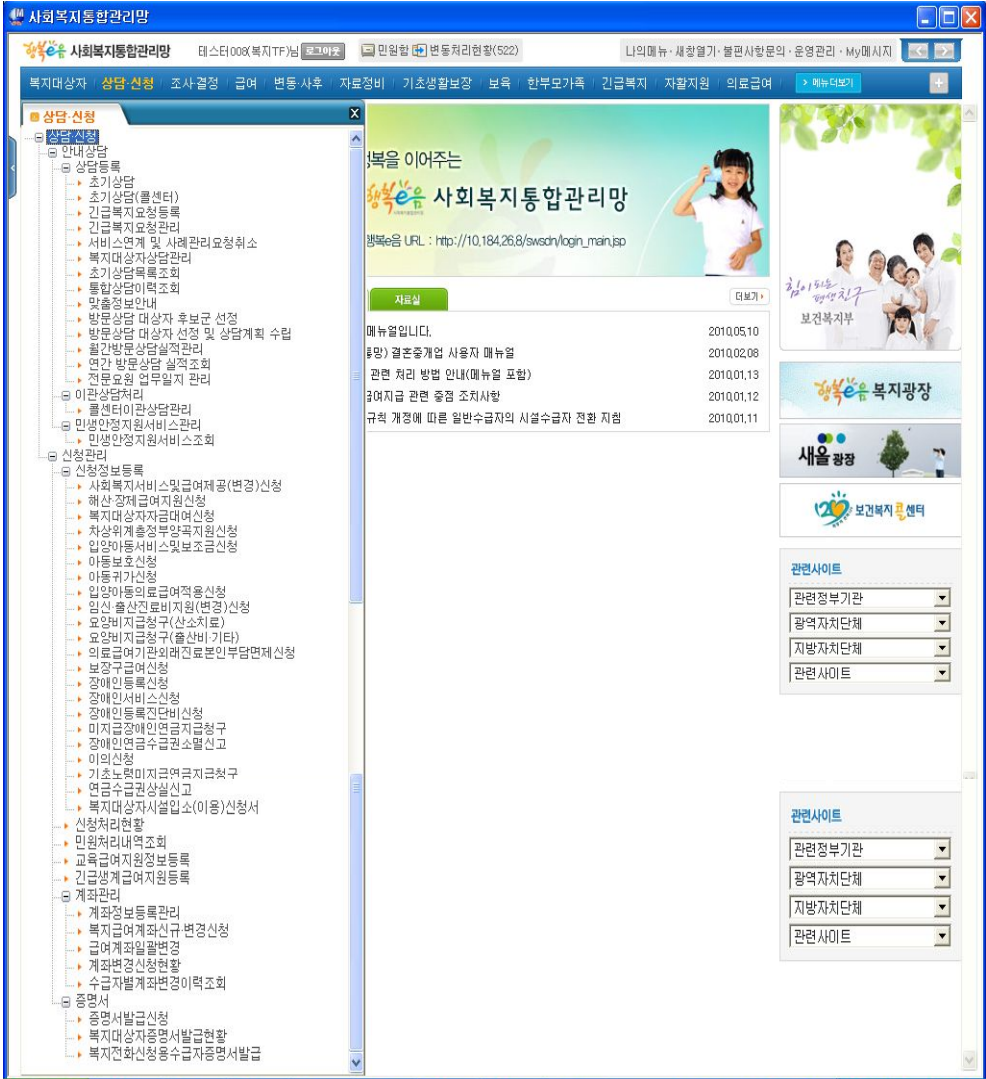 사회복지통합관리망
행복e음 사회복지통합관리망 테스터008(복지TF)님 로그아웃 민원함 변동처리현황(522) 나의메뉴·새창열기·불편사항문의·운영관리·My메시지
복지대상자 상담·신청 조사·결정 급여 변동·사후 자료정비 기초생활보장 보육 한부모가족 긴급복지 자활지원 의료급여 > 메뉴더보기
상담·신청
상담·신청
안내상담
상담등록
초기상담
초기상담(콜센터)
긴급복지요청등록
긴급복지요청관리
서비스연계 및 사례관리요청취소
복지대상자상담관리
초기상담목록조회
통합상담이력조회
맞춤정보안내
방문상담 대상자 후보군 선정
방문상담 대상자 선정 및 상담계획 수립
월간방문상담실적관리
연간 방문상담 실적조회
전문요원 업무일지 관리
이관상담처리
콜센터이관상담관리
민생안정지원서비스관리
민생안정지원서비스조회
신청관리
신청정보등록
사회복지서비스및급여제공(변경)신청
해산·장제급여지원신청
복지대상자자금대여신청
차상위계층정부양곡지원신청
입양아동서비스및보조금신청
아동보호신청
아동귀가신청
입양아동의료급여적용신청
임신·출산진료비지원(변경)신청
요양비지급청구(산소치료)
요양비지급청구(출산비·기타)
의료급여기관외래진료본인부담면제신청
보장구급여신청
장애인등록신청
장애인서비스신청
장애인등록진단비신청
미지급장애인연금지급청구
장애인연금수급권소멸신고
이의신청
기초노령미지급연금지급청구
연금수급권상실신고
복지대상자시설입소(이용)신청서
신청처리현황
민원처리내역조회
교육급여지원정보등록
긴급생계급여지원등록
계좌관리
계좌정보등록관리
복지급여계좌신규·변경신청
급여계좌일괄변경
계좌변경신청현황
수급자별계좌변경이력조회
증명서
증명서발급신청
복지대상자증명서발급현황
복지전화신청용수급자증명서발급
행복을 이어주는
행복e음 사회복지통합관리망
행복e음 URL : http://10.184.26.8/swsdn/login_main.jsp
자료실 더보기
메뉴얼입니다. 2010.05.10
통망) 결혼중개업 사용자 매뉴얼 2010.02.08
관련 처리 방법 안내(메뉴얼 포함) 2010.01.13
급여지급 관련 중점 조치사항 2010.01.12
규칙 개정에 따른 일반수급자의 시설수급자 전환 지침 2010.01.11
힘이 되는
평생친구
보건복지부
행복e음 복지광장
새올광장
129 보건복지콜센터
관련사이트
관련정부기관
광역자치단체
지방자치단체
관련사이트
관련사이트
관련정부기관
광역자치단체
지방자치단체
관련사이트